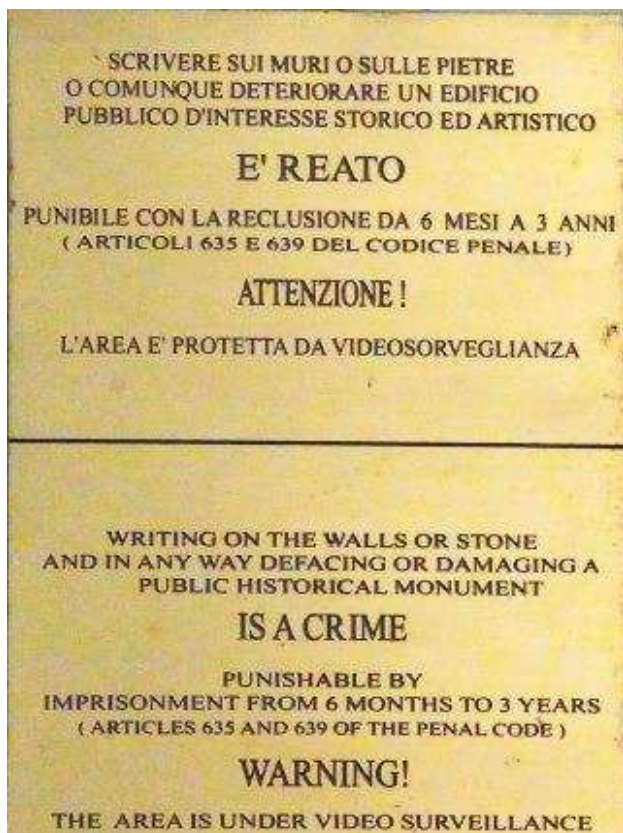 SCRIVERE SUI MURI O SULLE PIETRE
O COMUNQUE DETERIORARE UN EDIFICIO
PUBBLICO D'INTERESSE STORICO ED ARTISTICO
E' REATO
PUNIBILE CON LA RECLUSIONE DA 6 MESI A 3 ANNI
( ARTICOLI 635 E 639 DEL CODICE PENALE)
ATTENZIONE !
L'AREA E' PROTETTA DA VIDEOSORVEGLIANZA
WRITING ON THE WALLS OR STONE
AND IN ANY WAY DEFACING OR DAMAGING A
PUBLIC HISTORICAL MONUMENT
IS A CRIME
PUNISHABLE BY
IMPRISONMENT FROM 6 MONTHS TO 3 YEARS
( ARTICLES 635 AND 639 OF THE PENAL CODE )
WARNING!
THE AREA IS UNDER VIDEO SURVEILLANCE